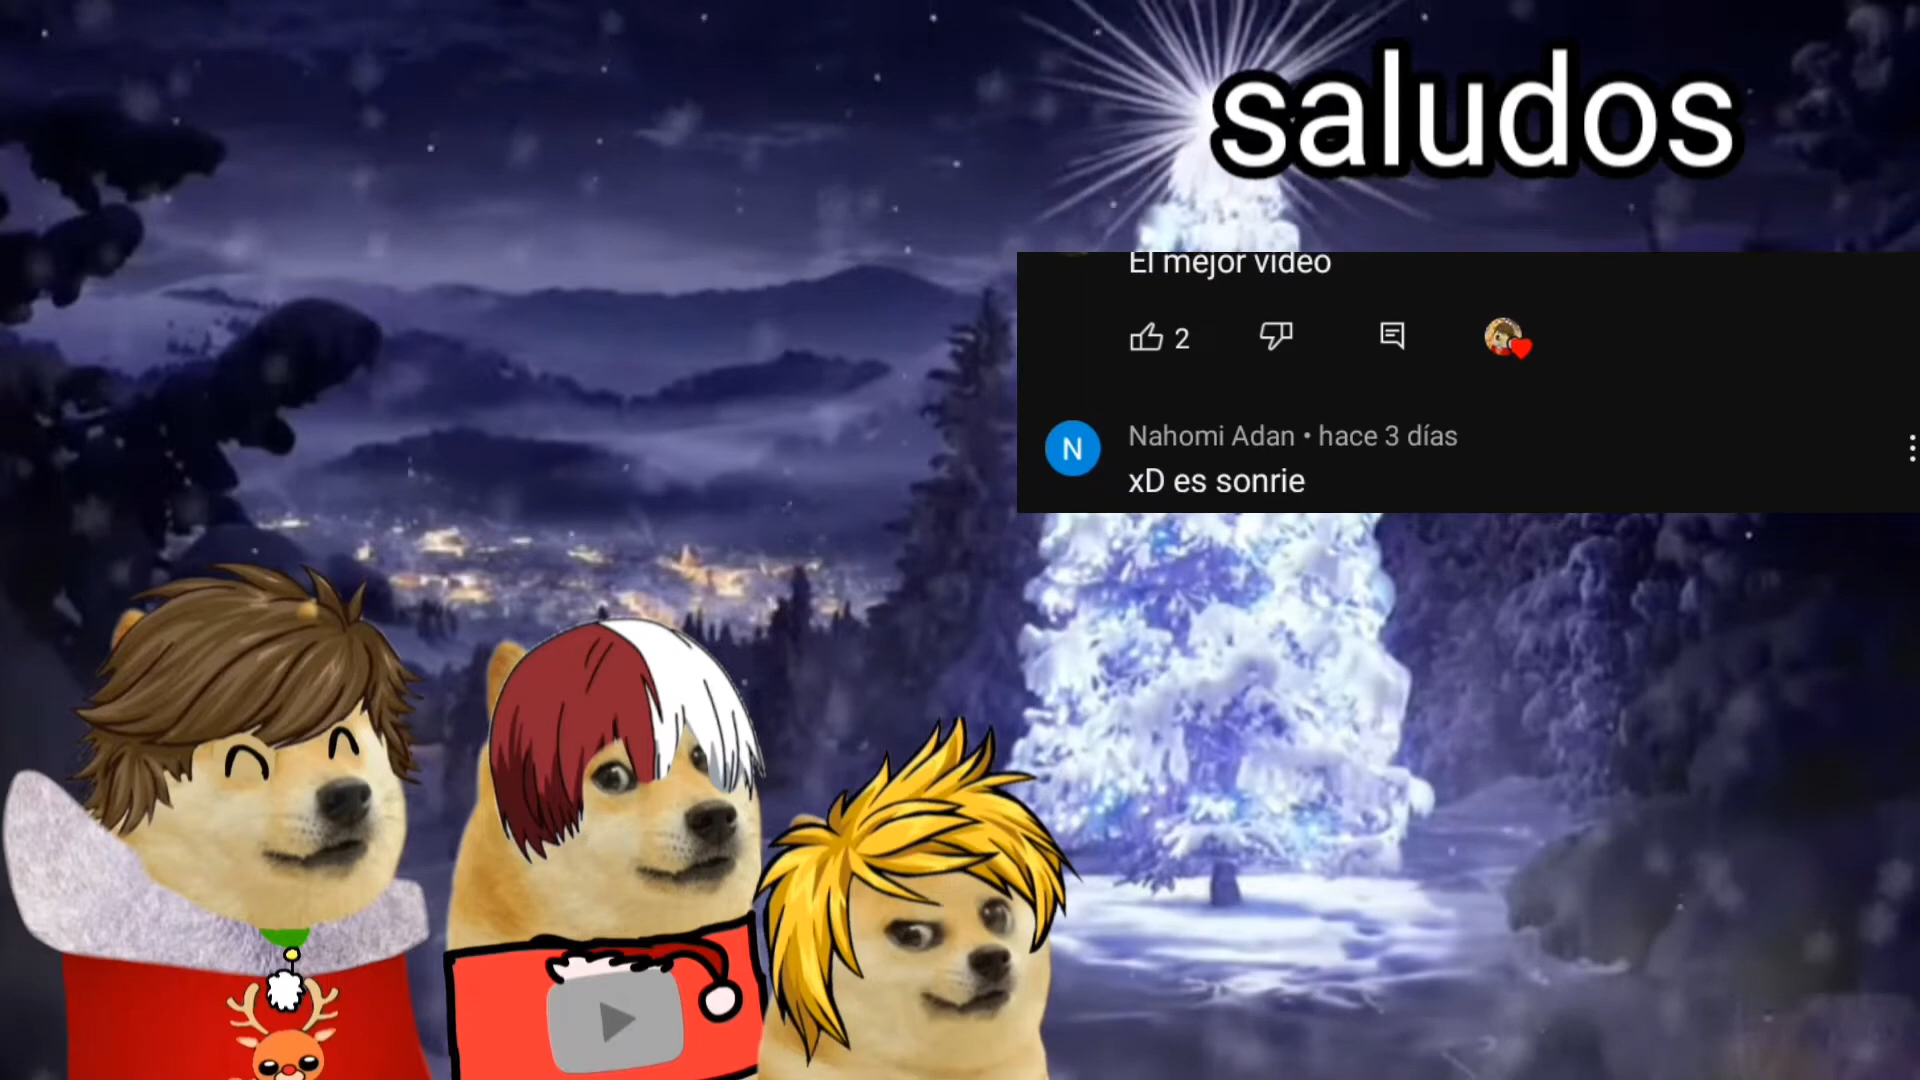 saludos
El mejor video
2
N
Nahomi Adan • hace 3 días
xD es sonrie